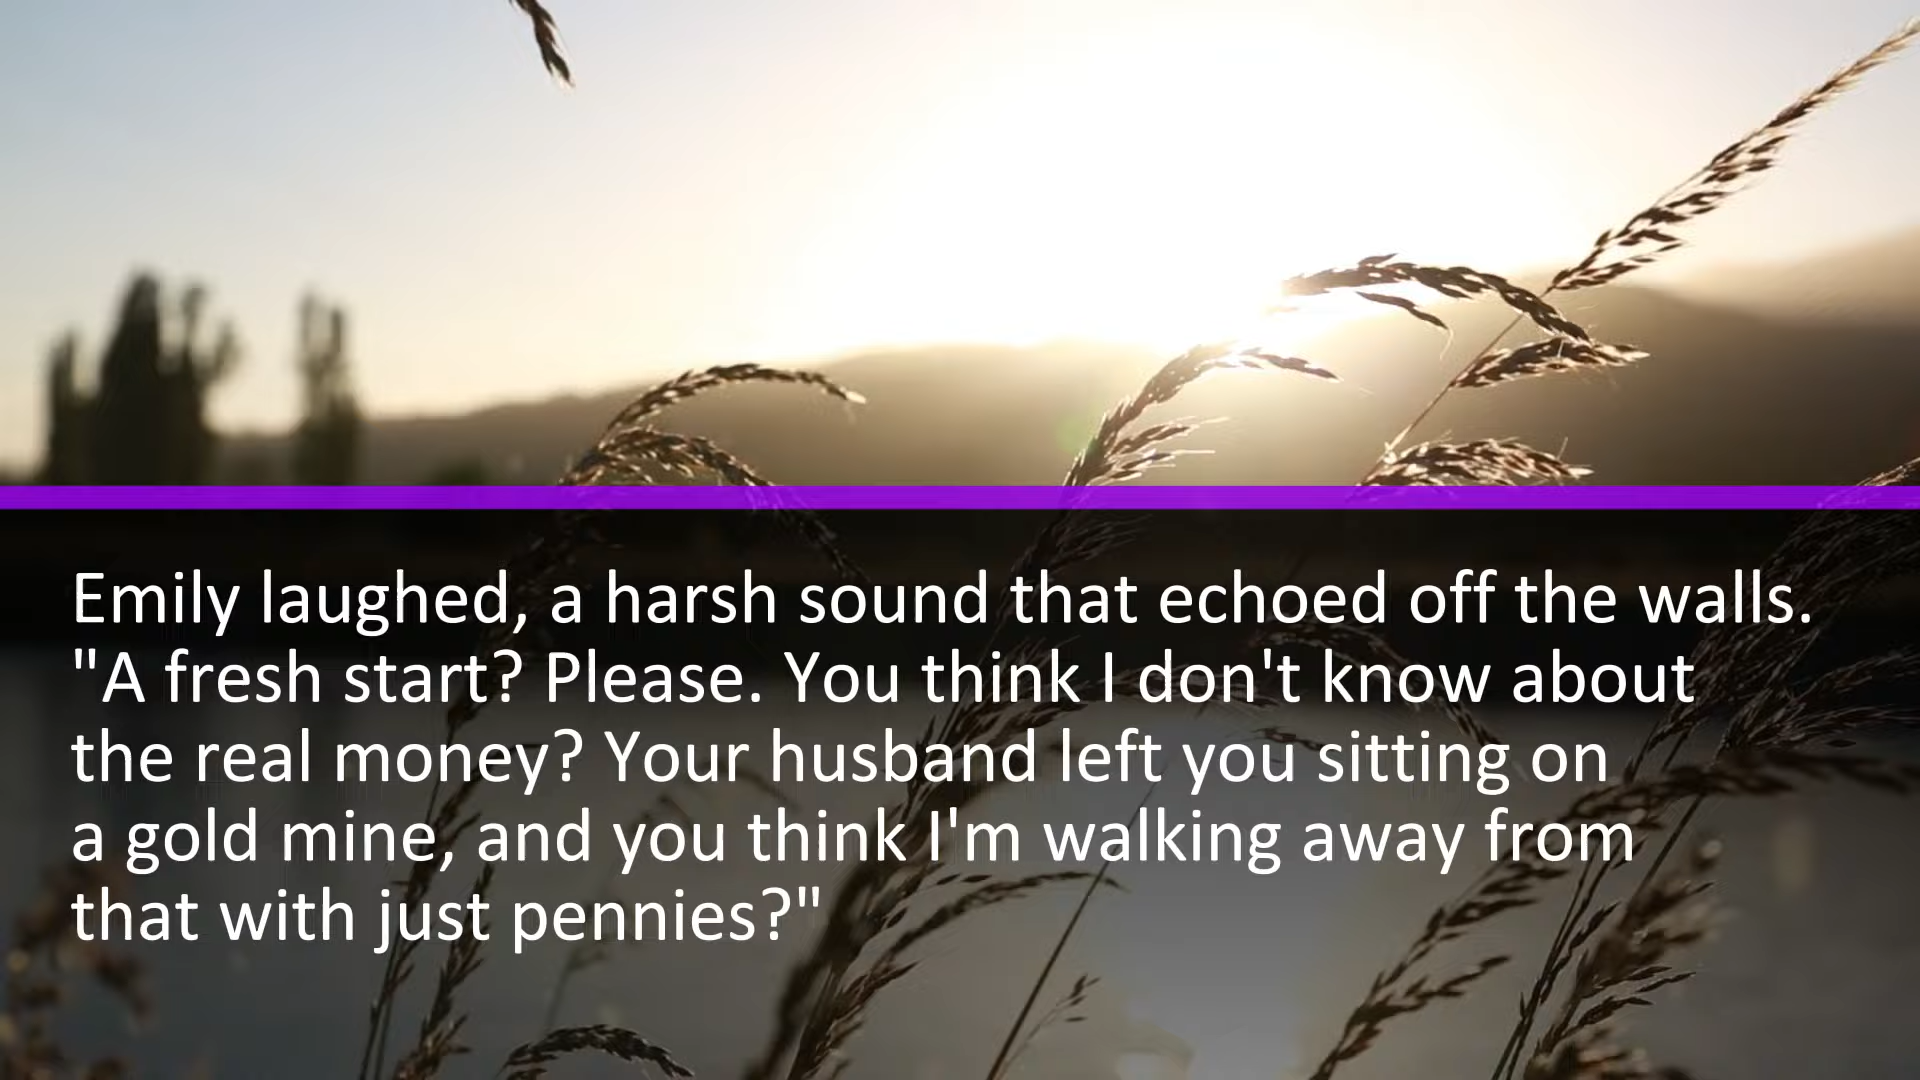 Emily laughed, a harsh sound that echoed off the walls.
"A fresh start? Please. You think I don't know about
the real money? Your husband left you sitting on
a gold mine, and you think I'm walking away from
that with just pennies?"